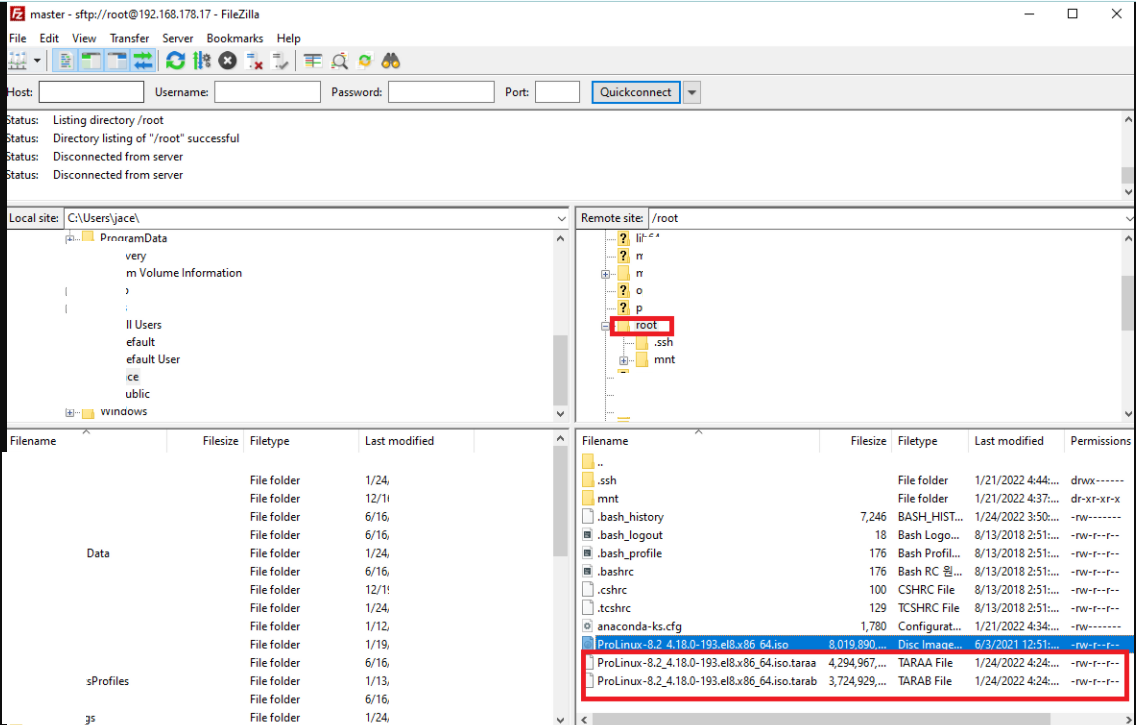 master - sftp://root@192.168.178.17 - FileZilla
File Edit View Transfer Server Bookmarks Help
Host: Username: Password: Port: Quickconnect
Status: Listing directory /root
Status: Directory listing of "/root" successful
Status: Disconnected from server
Status: Disconnected from server
Local site: C:\Users\jace\
ProgramData
very
m Volume Information
ll Users
efault
efault User
ce
ublic
Windows
Remote site: /root
?
?
?
o
?
p
root
.ssh
mnt
Filename Filesize Filetype Last modified
File folder 1/24/
File folder 12/1
File folder 6/16/
File folder 6/16/
Data File folder 1/24/
File folder 6/16/
File folder 12/1
File folder 1/24/
File folder 1/12/
File folder 1/19/
File folder 6/16/
sProfiles File folder 1/13/
File folder 6/16/
gs File folder 1/24/
Filename Filesize Filetype Last modified Permissions
..
.ssh File folder 1/21/2022 4:44:... drwx------
mnt File folder 1/21/2022 4:37:... dr-xr-xr-x
.bash_history 7,246 BASH_HIST... 1/24/2022 3:50:... -rw-------
.bash_logout 18 Bash Logo... 8/13/2018 2:51:... -rw-r--r--
.bash_profile 176 Bash Profil... 8/13/2018 2:51:... -rw-r--r--
.bashrc 176 Bash RC 원... 8/13/2018 2:51:... -rw-r--r--
.cshrc 100 CSHRC File 8/13/2018 2:51:... -rw-r--r--
.tcshrc 129 TCSHRC File 8/13/2018 2:51:... -rw-r--r--
anaconda-ks.cfg 1,780 Configurat... 1/21/2022 4:34:... -rw-------
ProLinux-8.2_4.18.0-193.el8.x86_64.iso 8,019,890,... Disc Image... 6/3/2021 12:51:... -rw-r--r--
ProLinux-8.2_4.18.0-193.el8.x86_64.iso.taraa 4,294,967,... TARAA File 1/24/2022 4:24:... -rw-r--r--
ProLinux-8.2_4.18.0-193.el8.x86_64.iso.tarab 3,724,929,... TARAB File 1/24/2022 4:24:... -rw-r--r--